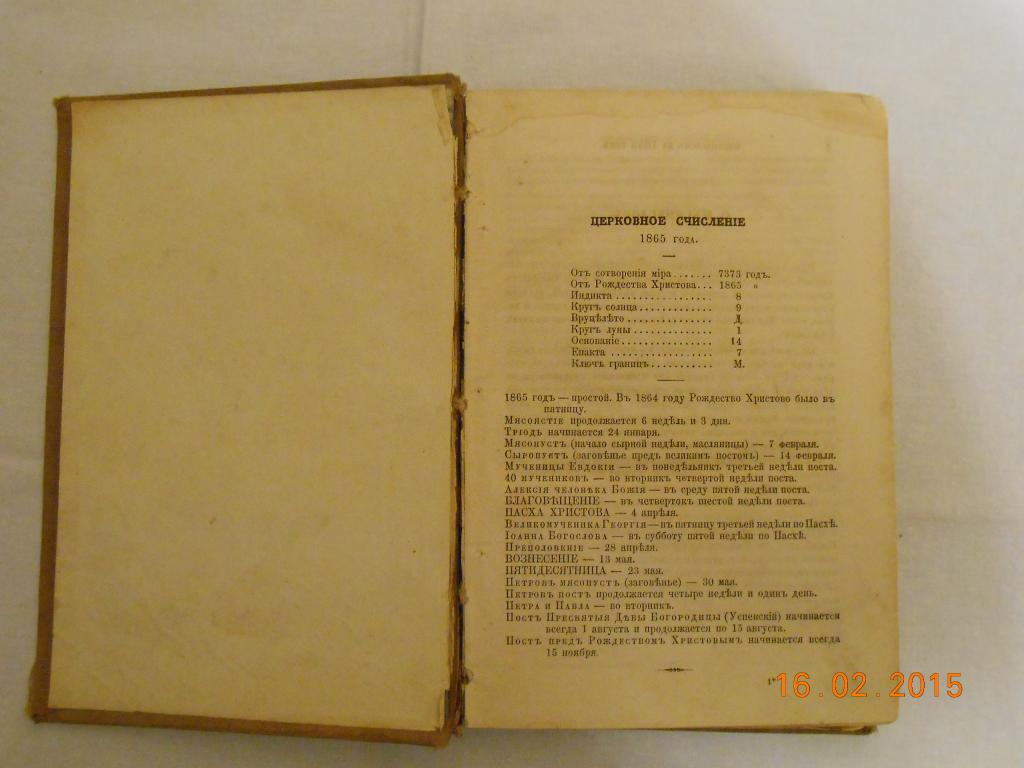 ЦЕРКОВНОЕ СЧИСЛЕНІЕ
1865 ГОДА.
Отъ сотворенія міра....... 7373 годъ.
Отъ Рождества Христова... 1865 „
Индикта ................. 8
Кругъ солнца............. 9
Вруцѣлѣто ............... Д
Кругъ луны .............. 1
Основаніе................ 14
Епакта .................. 7
Ключъ границъ........... М.
1865 годъ — простой. Въ 1864 году Рождество Христово было въ
пятницу.
Мясоястіе продолжается 6 недѣль и 3 дня.
Тріодь начинается 24 января.
Мясопустъ (начало сырной недѣли, масляницы) — 7 февраля.
Сыропустъ (заговѣнье предъ великимъ постомъ) — 14 февраля.
Мученицы Евдокіи — въ понедѣльникъ третьей недѣли поста.
40 мучениковъ — во вторникъ четвертой недѣли поста.
Алексія человѣка Божія — въ среду пятой недѣли поста.
БЛАГОВѢЩЕНІЕ — въ четвертокъ шестой недѣли поста.
ПАСХА ХРИСТОВА — 4 апрѣля.
Великомученика Георгія — въ пятницу третьей недѣли по Пасхѣ.
Іоанна Богослова — въ субботу пятой недѣли по Пасхѣ.
Преполовеніе — 28 апрѣля.
ВОЗНЕСЕНІЕ — 13 мая.
ПЯТИДЕСЯТНИЦА — 23 мая.
Петровъ мясопустъ (заговѣнье) — 30 мая.
Петровъ постъ продолжается четыре недѣли и одинъ день.
Петра и Павла — во вторникъ.
Постъ Пресвятыя Дѣвы Богородицы (Успенскій) начинается
всегда 1 августа и продолжается по 15 августа.
Постъ предъ Рождествомъ Христовымъ начинается всегда
15 ноября.
1*
16.02.2015